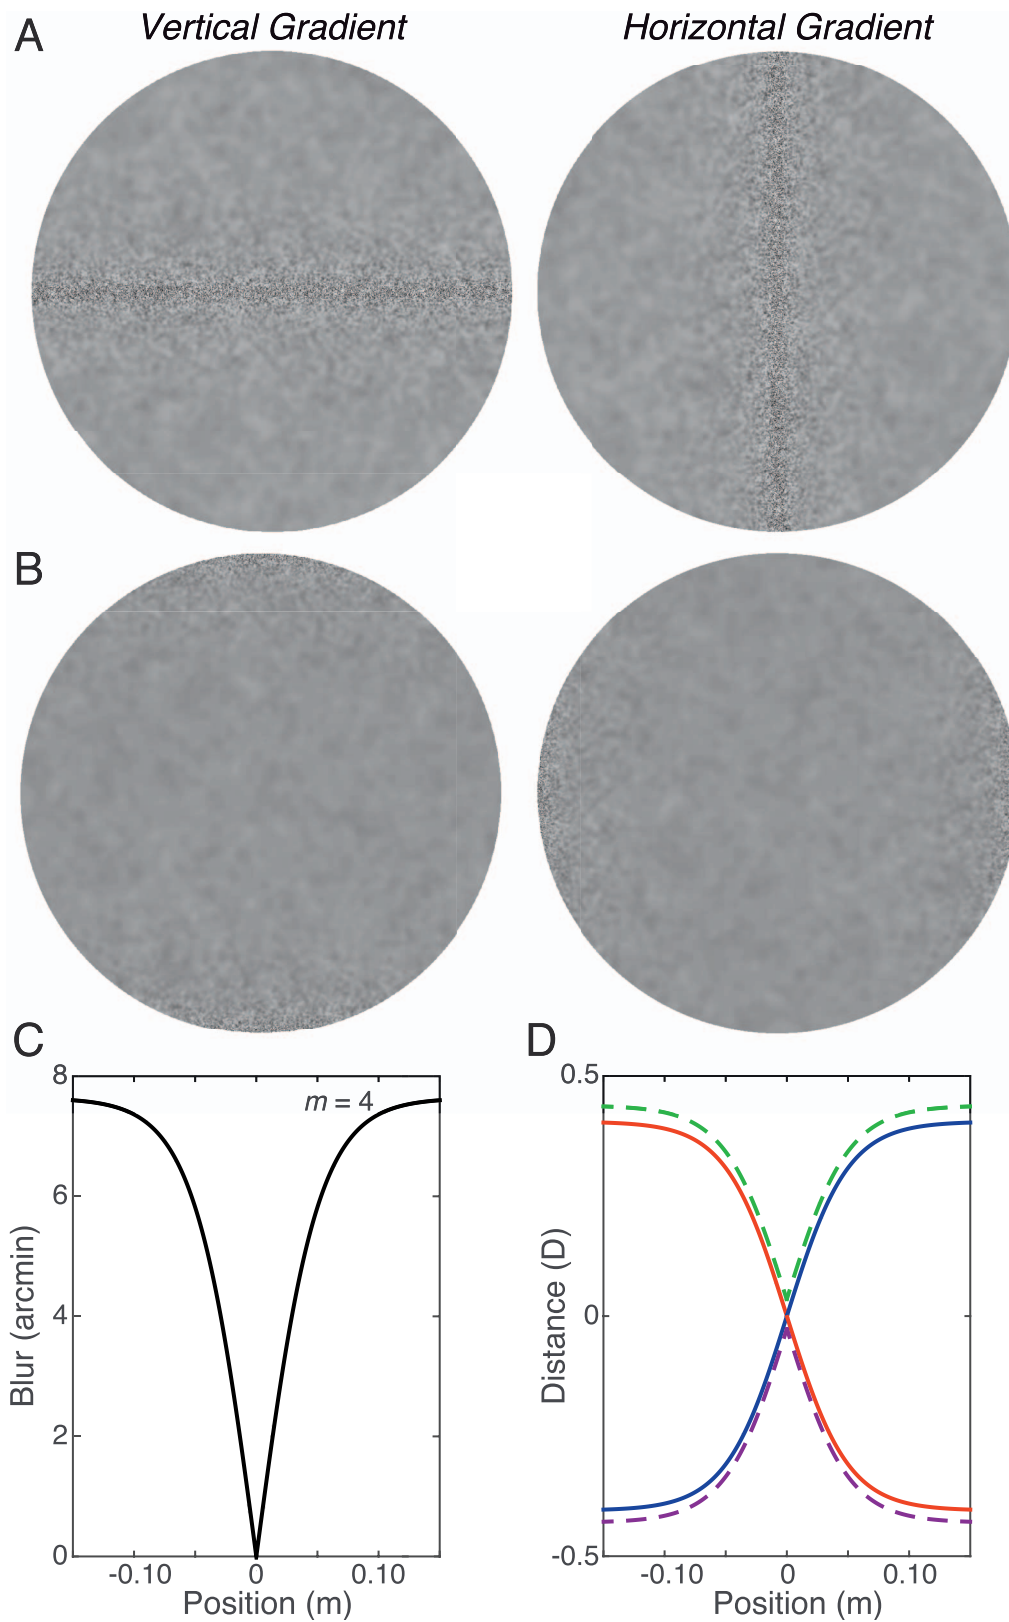 A
Vertical Gradient
Horizontal Gradient
B
C
D
8
6
4
2
0
m = 4
Blur (arcmin)
-0.10
0
0.10
Position (m)
0.5
0
-0.5
Distance (D)
-0.10
0
0.10
Position (m)